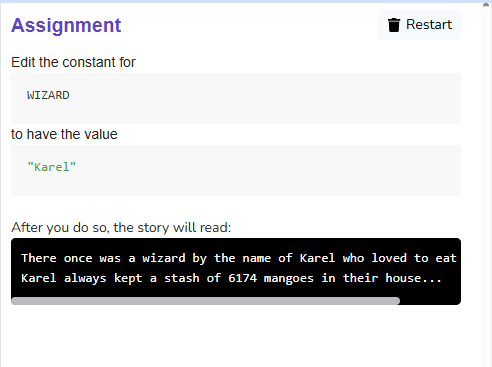 Assignment
Restart
Edit the constant for
WIZARD
to have the value
"Karel"
After you do so, the story will read:
There once was a wizard by the name of Karel who loved to eat
Karel always kept a stash of 6174 mangoes in their house...